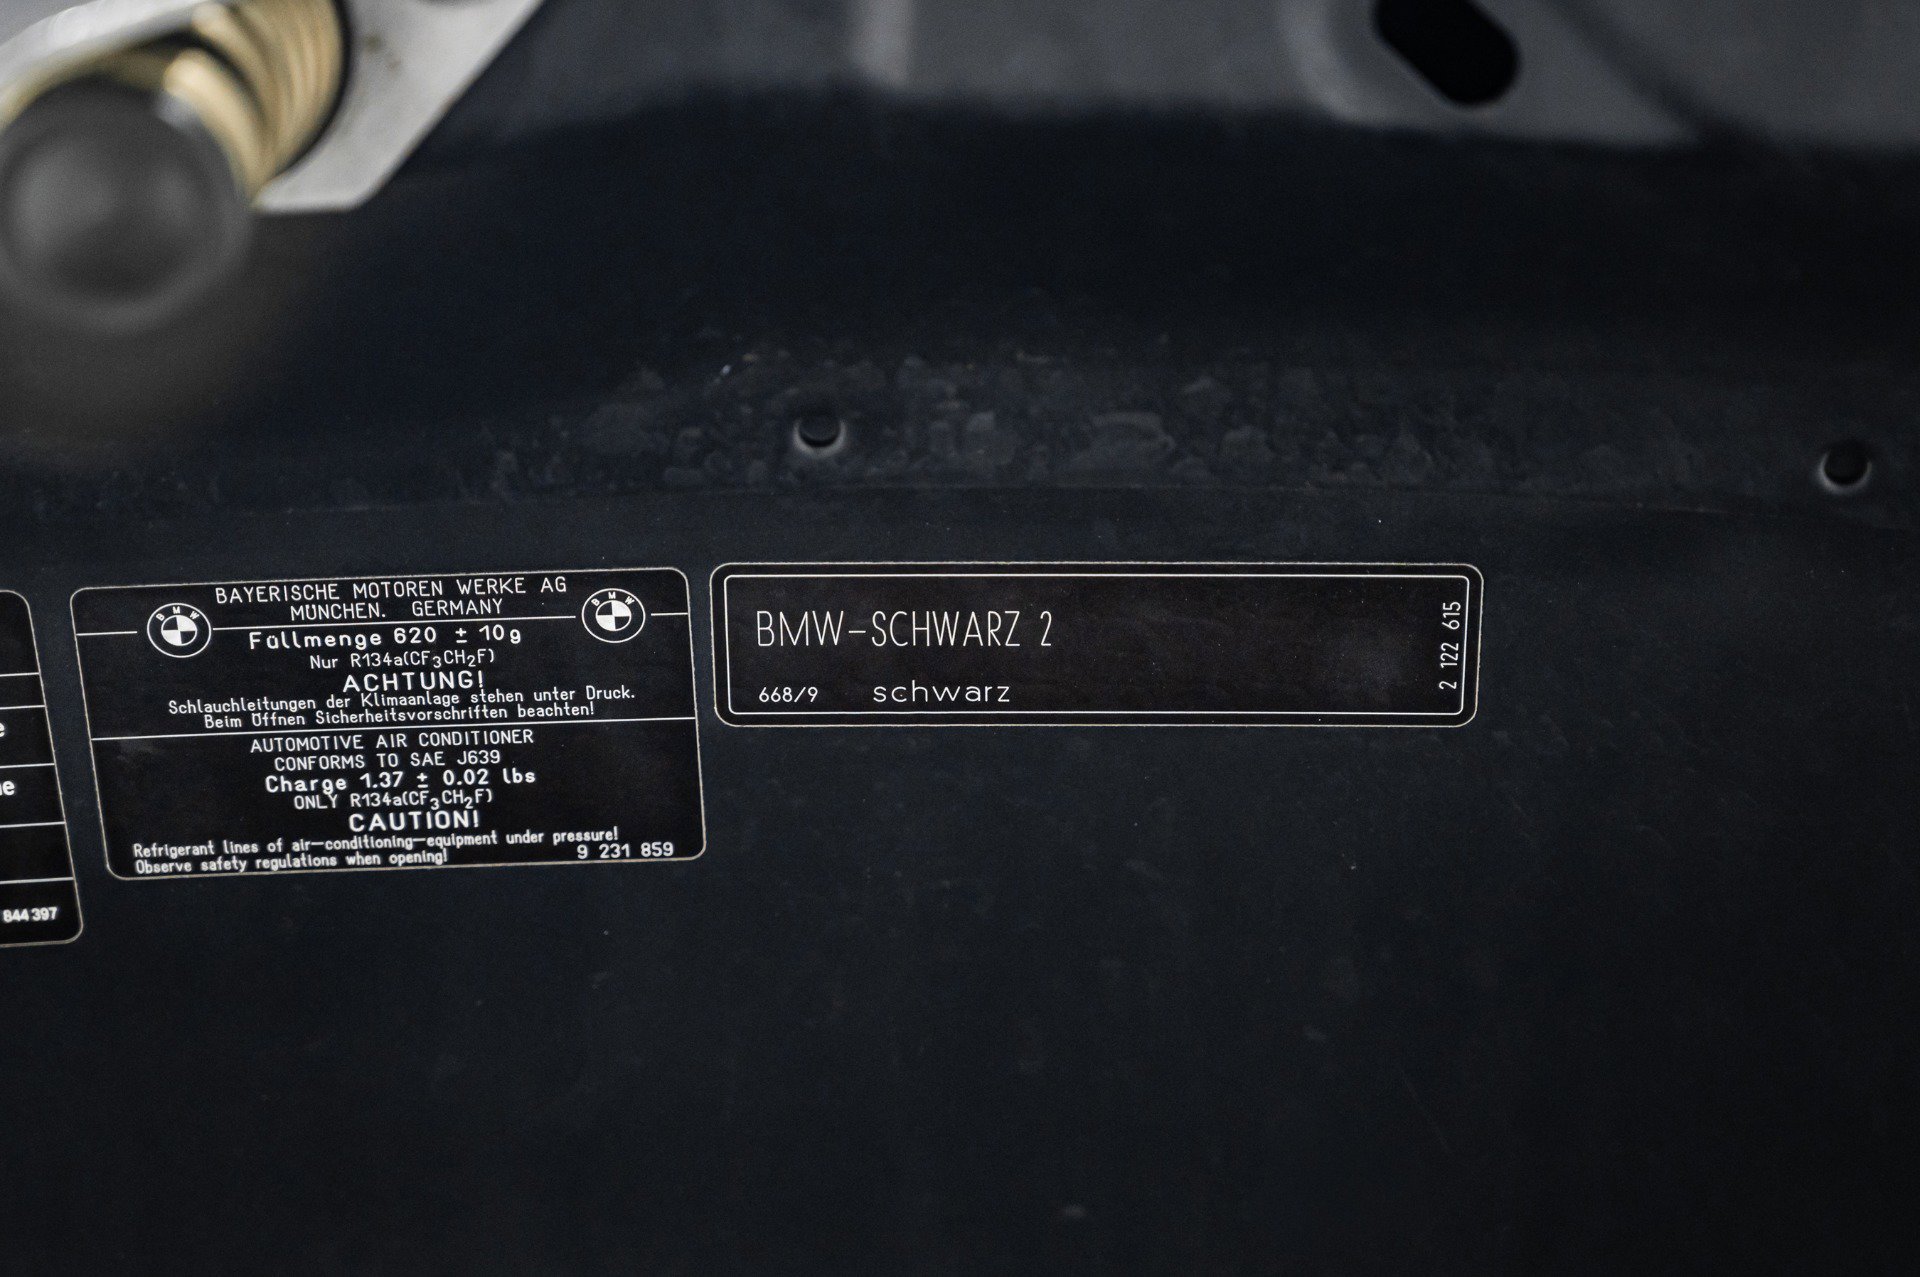 844 397
BMW
BMW
BAYERISCHE MOTOREN WERKE AG
MÜNCHEN. GERMANY
Füllmenge 620 ± 10g
Nur R134a(CF₃CH₂F)
ACHTUNG!
Schlauchleitungen der Klimaanlage stehen unter Druck.
Beim Öffnen Sicherheitsvorschriften beachten!
AUTOMOTIVE AIR CONDITIONER
CONFORMS TO SAE J639
Charge 1.37 ± 0.02 lbs
ONLY R134a(CF₃CH₂F)
CAUTION!
Refrigerant lines of air-conditioning-equipment under pressure!
Observe safety regulations when opening!
9 231 859
BMW-SCHWARZ 2
668/9 schwarz
2 122 615